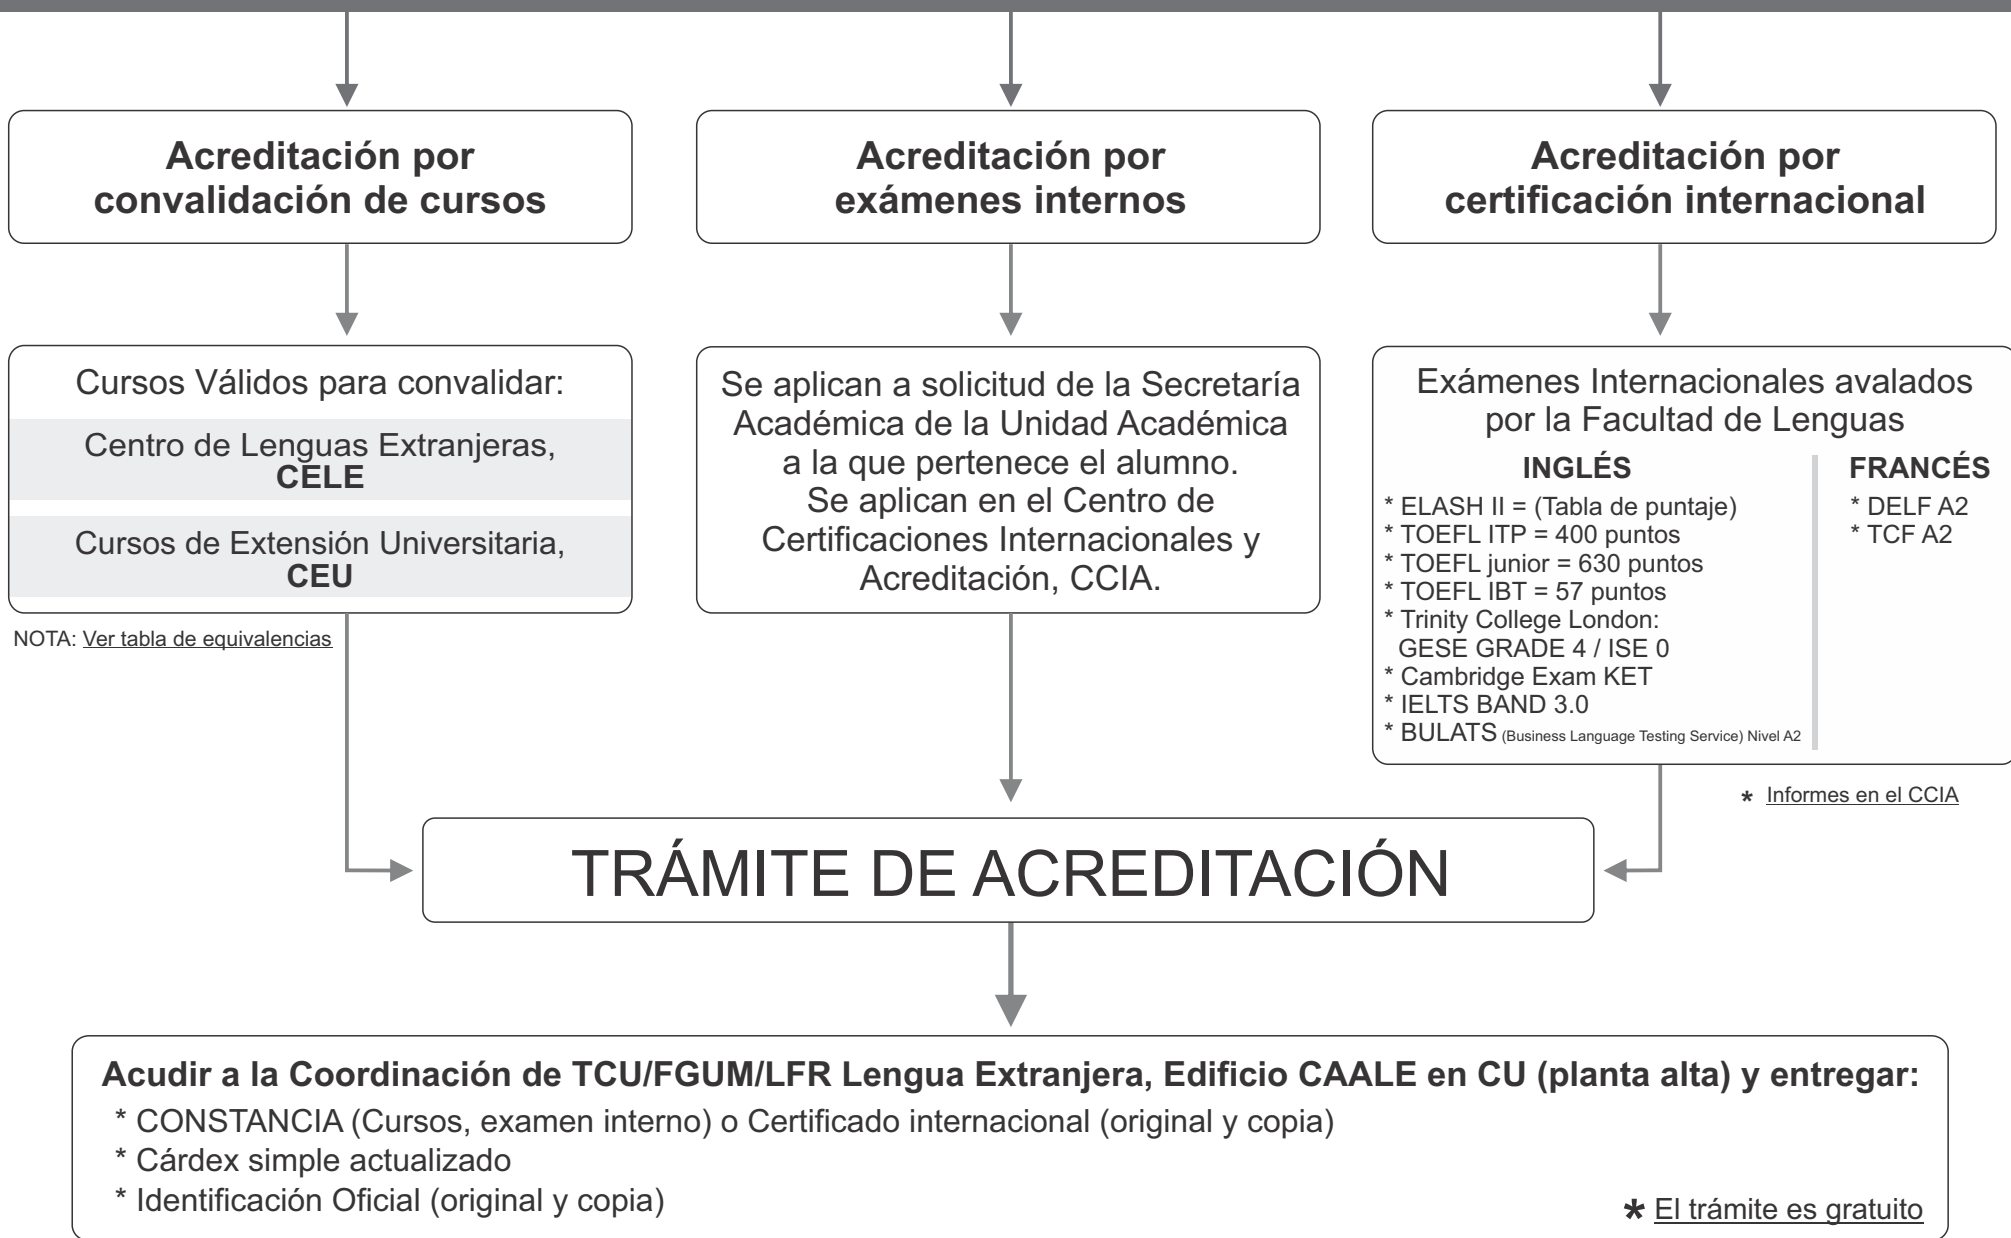 Acreditación por
convalidación de cursos
Acreditación por
exámenes internos
Acreditación por
certificación internacional
Cursos Válidos para convalidar:
Centro de Lenguas Extranjeras,
CELE
Cursos de Extensión Universitaria,
CEU
NOTA: Ver tabla de equivalencias
Se aplican a solicitud de la Secretaría
Académica de la Unidad Académica
a la que pertenece el alumno.
Se aplican en el Centro de
Certificaciones Internacionales y
Acreditación, CCIA.
Exámenes Internacionales avalados
por la Facultad de Lenguas
INGLÉS
* ELASH II = (Tabla de puntaje)
* TOEFL ITP = 400 puntos
* TOEFL junior = 630 puntos
* TOEFL IBT = 57 puntos
* Trinity College London:
GESE GRADE 4 / ISE 0
* Cambridge Exam KET
* IELTS BAND 3.0
* BULATS (Business Language Testing Service) Nivel A2
FRANCÉS
* DELF A2
* TCF A2
* Informes en el CCIA
TRÁMITE DE ACREDITACIÓN
Acudir a la Coordinación de TCU/FGUM/LFR Lengua Extranjera, Edificio CAALE en CU (planta alta) y entregar:
* CONSTANCIA (Cursos, examen interno) o Certificado internacional (original y copia)
* Cárdex simple actualizado
* Identificación Oficial (original y copia)
* El trámite es gratuito